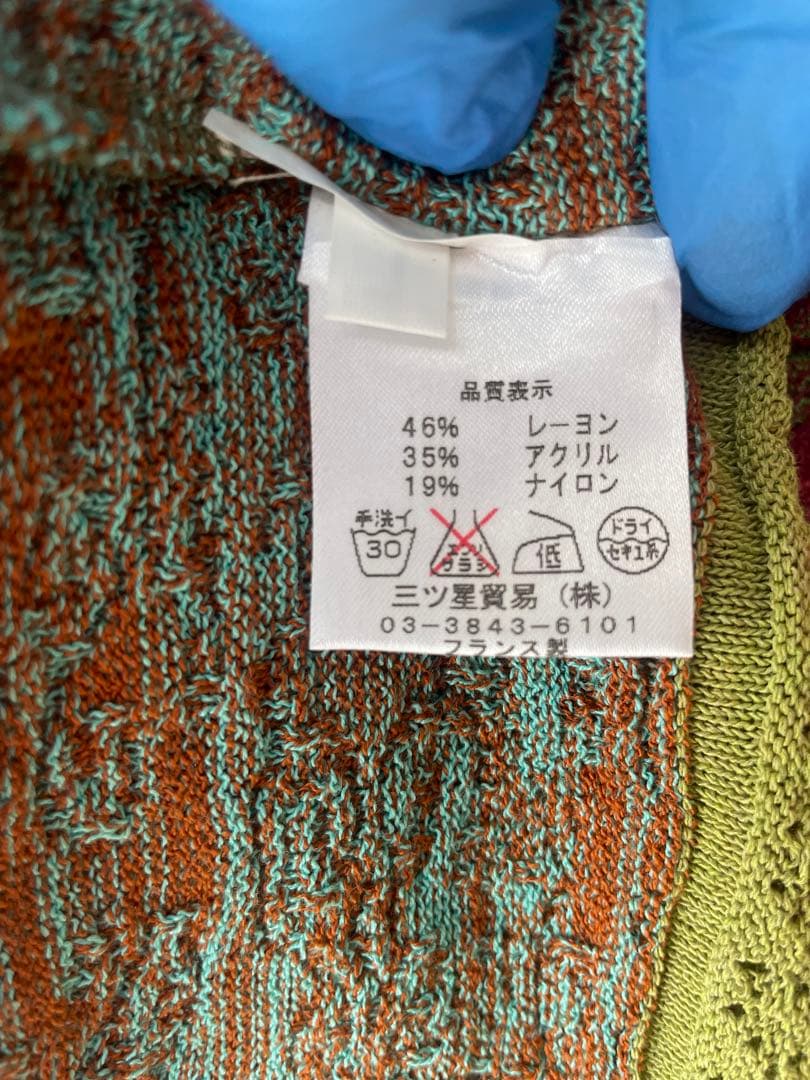 品質表示
46% レーヨン
35% アクリル
19% ナイロン
手洗イ 30 エンソ サラシ 低 ドライ セキユ系
三ツ星貿易(株)
03-3843-6101
フランス製